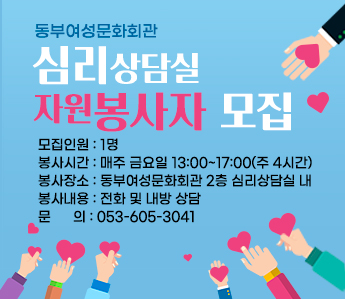 동부여성문화회관
심리상담실
자원봉사자 모집
모집인원 : 1명
봉사시간 : 매주 금요일 13:00~17:00(주 4시간)
봉사장소 : 동부여성문화회관 2층 심리상담실 내
봉사내용 : 전화 및 내방 상담
문 의 : 053-605-3041